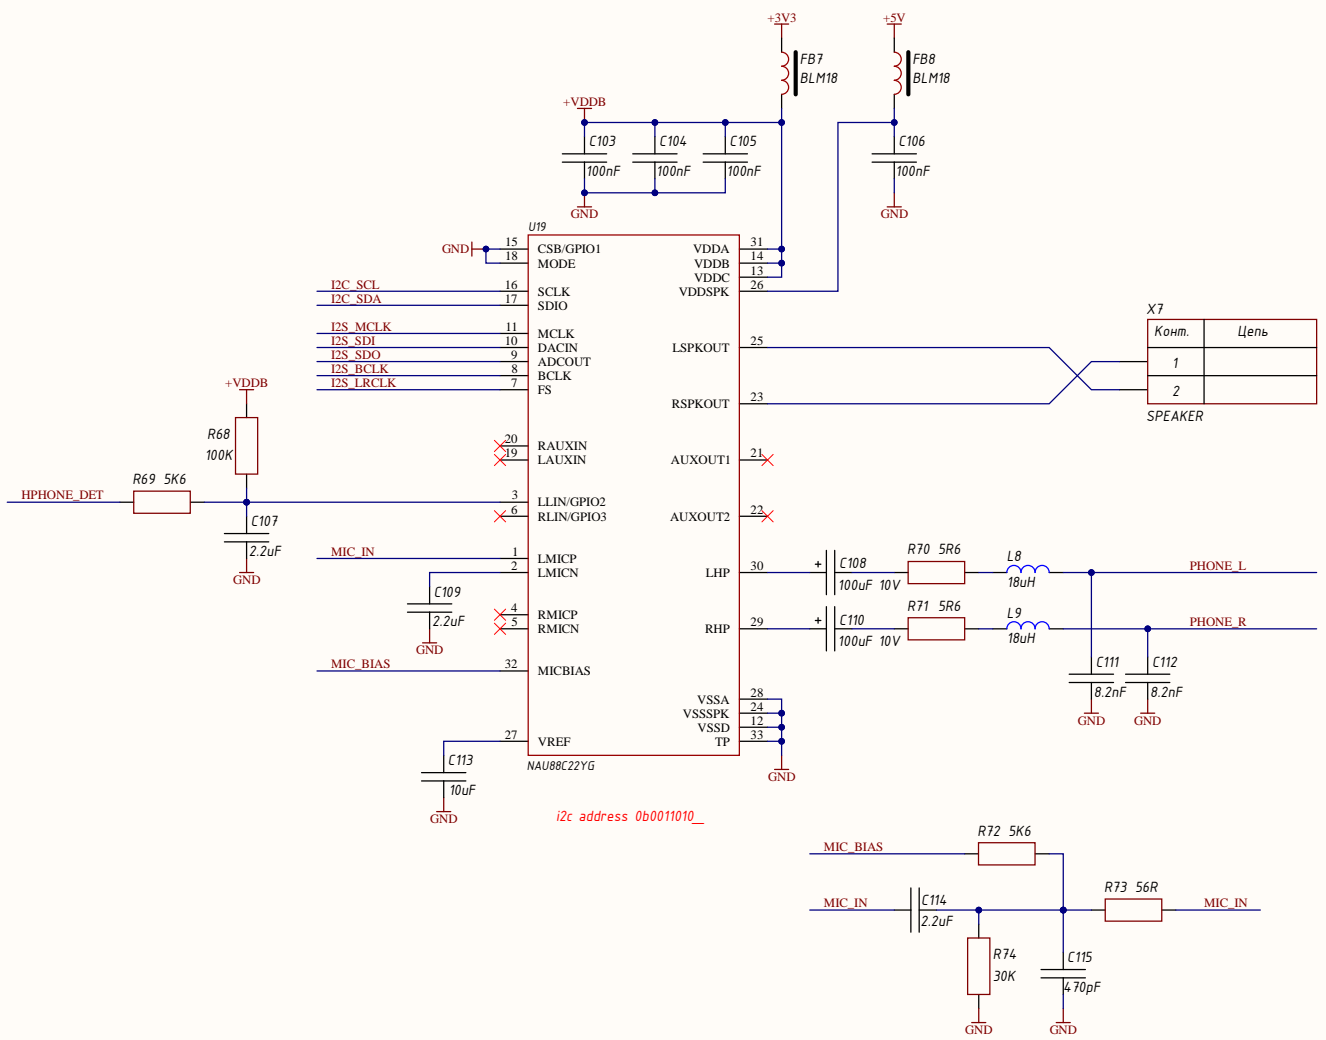 +3V3
+5V
FB7
BLM18
FB8
BLM18
+VDDB
C103
100nF
C104
100nF
C105
100nF
C106
100nF
GND
GND
U19
GND
15
CSB/GPIO1
18
MODE
I2C_SCL
16
SCLK
I2C_SDA
17
SDIO
I2S_MCLK
11
MCLK
I2S_SDI
10
DACIN
I2S_SDO
9
ADCOUT
I2S_BCLK
8
BCLK
I2S_LRCLK
7
FS
VDDA
31
VDDB
14
VDDC
13
VDDSPK
26
LSPKOUT
25
RSPKOUT
23
X7
Конт.
Цепь
1
2
SPEAKER
+VDDB
R68
100K
20
RAUXIN
19
LAUXIN
AUXOUT1
21
R69 5K6
HPHONE_DET
3
LLIN/GPIO2
6
RLIN/GPIO3
AUXOUT2
22
C107
2.2uF
GND
MIC_IN
1
LMICP
2
LMICN
C109
2.2uF
GND
4
RMICP
5
RMICN
MIC_BIAS
32
MICBIAS
LHP
30
+
C108
100uF 10V
R70 5R6
L8
18uH
PHONE_L
RHP
29
+
C110
100uF 10V
R71 5R6
L9
18uH
PHONE_R
C111
8.2nF
C112
8.2nF
GND
GND
VSSA
28
VSSSPK
24
VSSD
12
TP
33
GND
27
VREF
C113
10uF
GND
NAU88C22YG
i2c address 0b0011010_
MIC_BIAS
R72 5K6
MIC_IN
C114
2.2uF
R73 56R
MIC_IN
R74
30K
C115
470pF
GND
GND